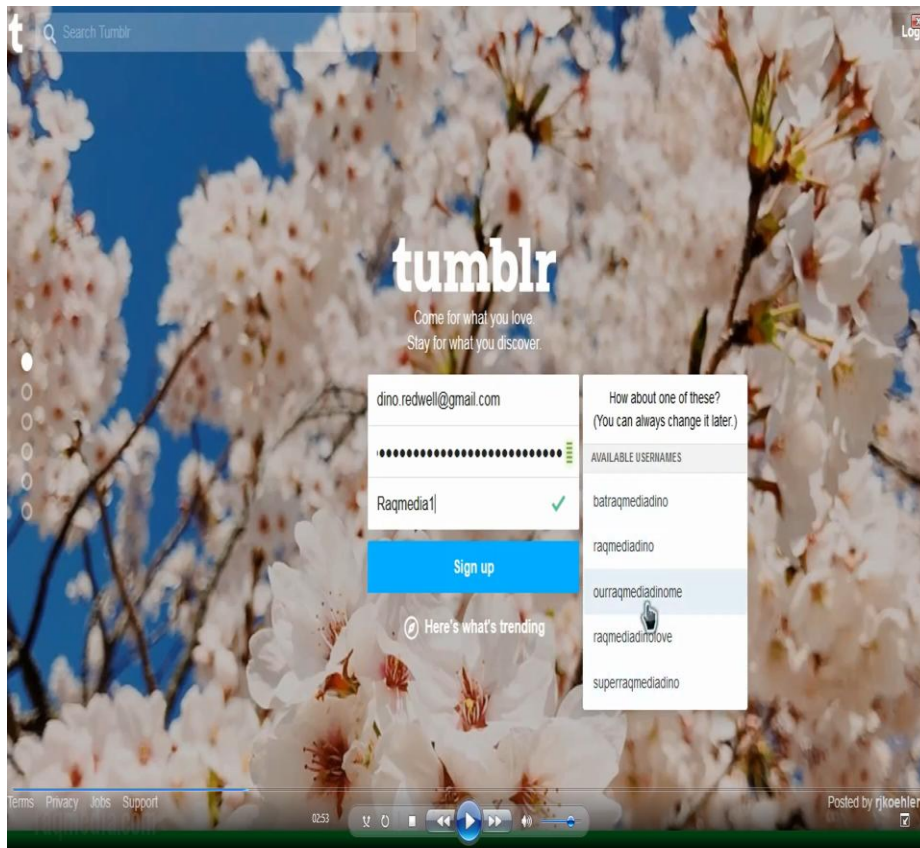 t
Search Tumblr
Log
tumblr
Come for what you love.
Stay for what you discover.
dino.redwell@gmail.com
Raqmedia1
Sign up
Here's what's trending
How about one of these?
(You can always change it later.)
AVAILABLE USERNAMES
batraqmediadino
raqmediadino
ourraqmediadinome
raqmediadinolove
superraqmediadino
Terms Privacy Jobs Support
Posted by rjkoehler
02:53